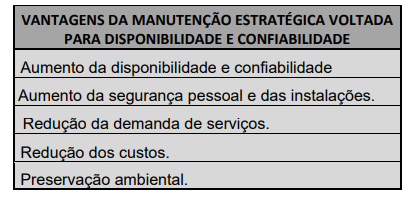 VANTAGENS DA MANUTENÇÃO ESTRATÉGICA VOLTADA
PARA DISPONIBILIDADE E CONFIABILIDADE
Aumento da disponibilidade e confiabilidade
Aumento da segurança pessoal e das instalações.
Redução da demanda de serviços.
Redução dos custos.
Preservação ambiental.